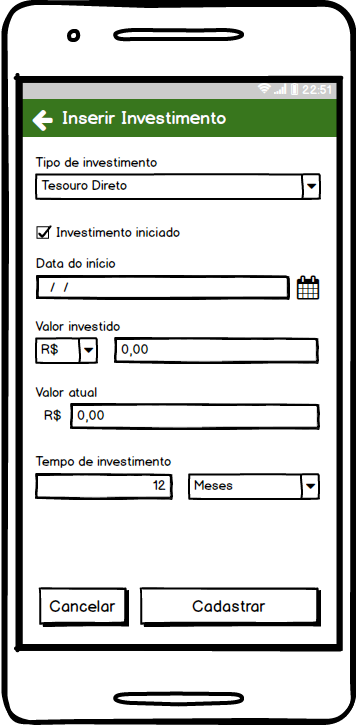 22:51
Inserir Investimento
Tipo de investimento
Tesouro Direto
Investimento iniciado
Data do início
/ /
Valor investido
R$ 0,00
Valor atual
R$ 0,00
Tempo de investimento
12 Meses
Cancelar Cadastrar